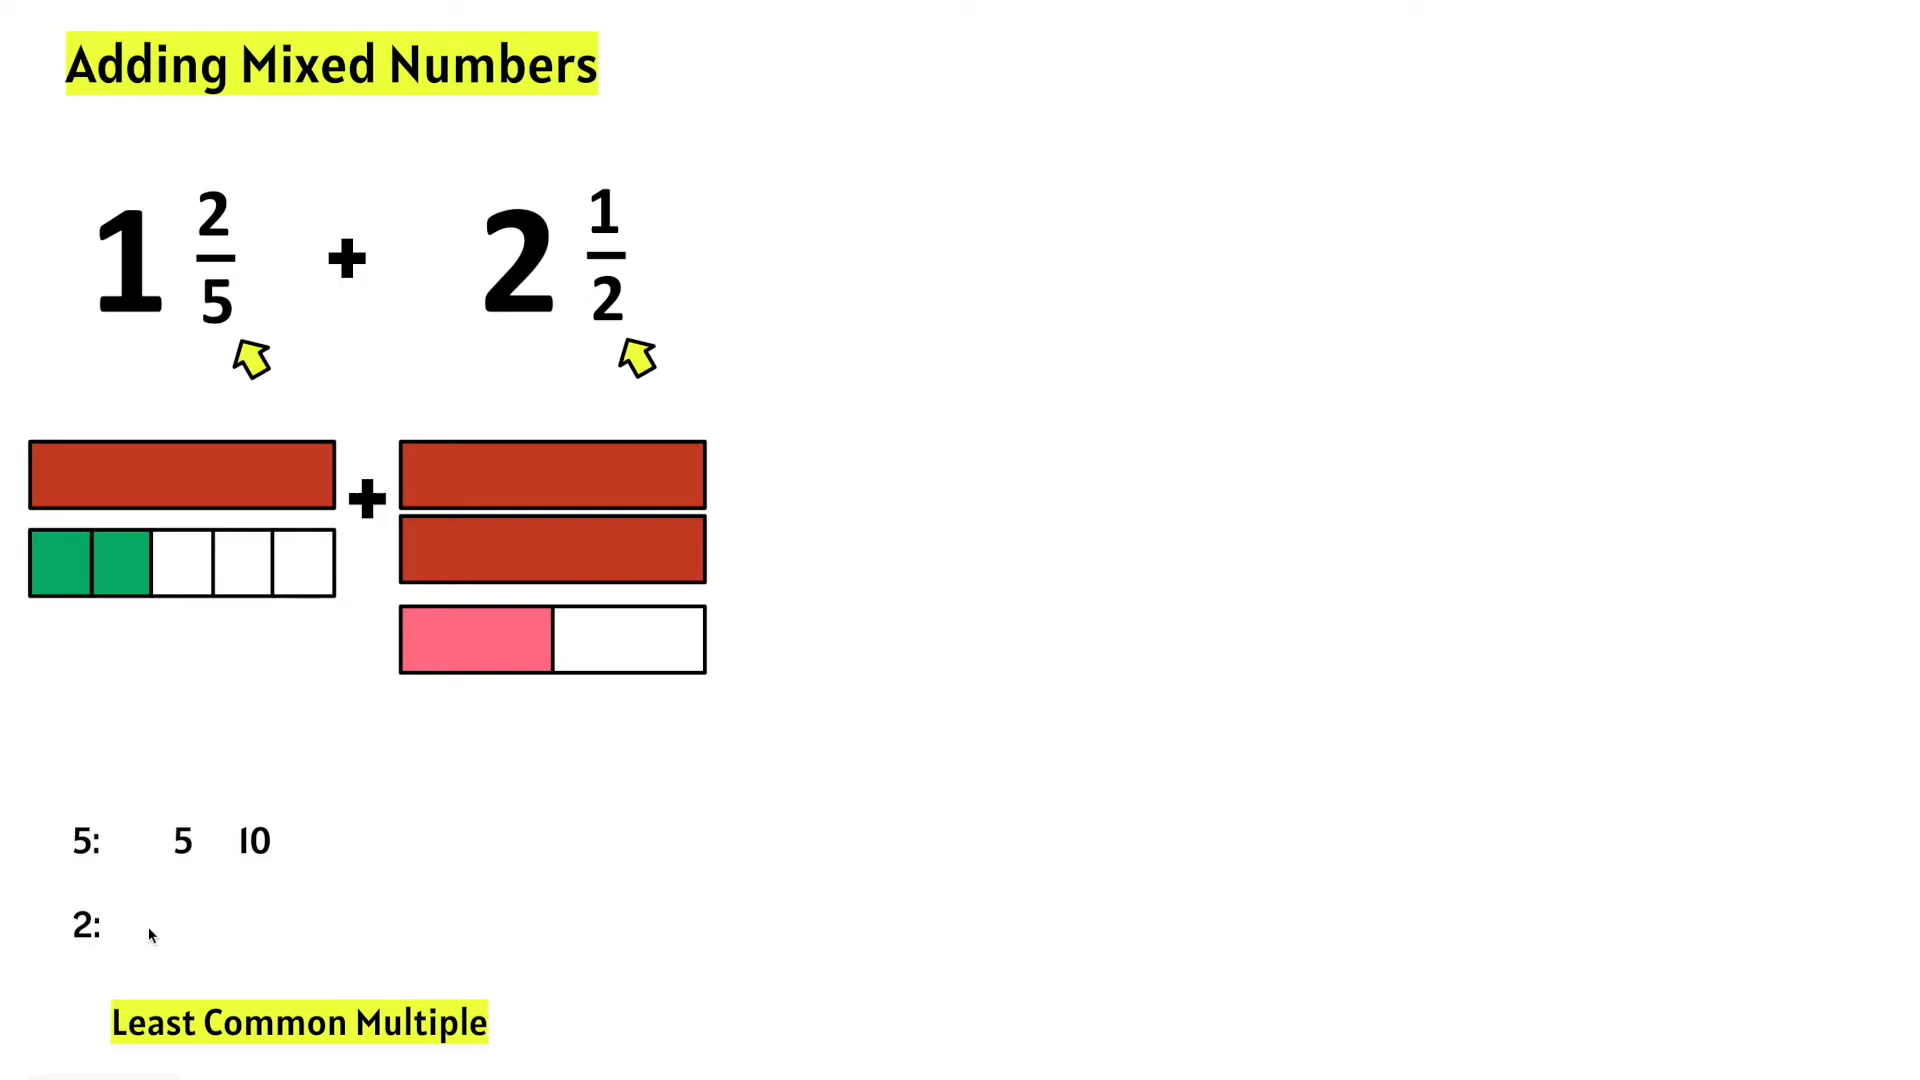 Adding Mixed Numbers
1 2/5 + 2 1/2
+
5: 5 10
2:
Least Common Multiple